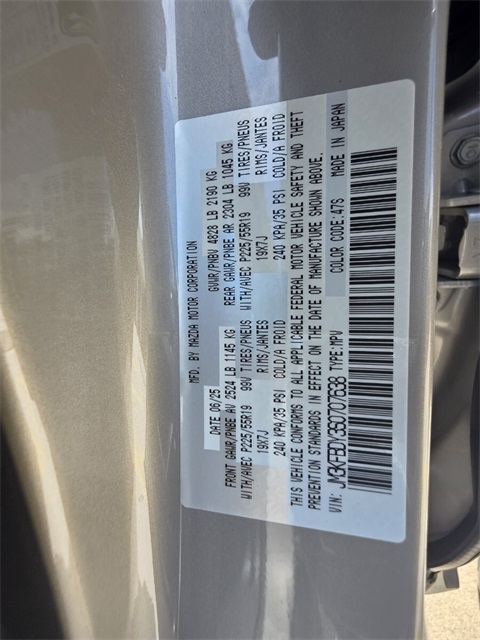 MFD. BY MAZDA MOTOR CORPORATION
DATE 06/25 GVWR/PNBV 4828 LB 2190 KG
FRONT GAWR/PNBE AV 2524 LB 1145 KG REAR GAWR/PNBE AR 2304 LB 1045 KG
WITH/AVEC P225/55R19 99V TIRES/PNEUS WITH/AVEC P225/55R19 99V TIRES/PNEUS
19X7J RIMS/JANTES 19X7J RIMS/JANTES
240 KPA/35 PSI COLD/A FROID 240 KPA/35 PSI COLD/A FROID
THIS VEHICLE CONFORMS TO ALL APPLICABLE FEDERAL MOTOR VEHICLE SAFETY AND THEFT
PREVENTION STANDARDS IN EFFECT ON THE DATE OF MANUFACTURE SHOWN ABOVE.
VIN: JM3KFBDY3S0707638 TYPE:MPV COLOR CODE: 47S MADE IN JAPAN